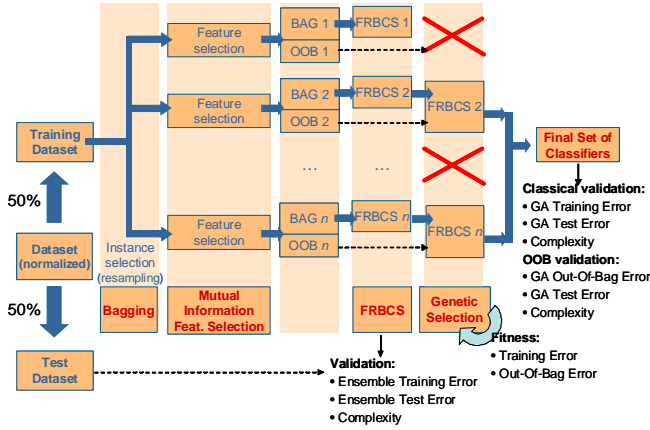 BAG 1
FRBCS 1
Feature
selection
OOB 1
BAG 2
FRBCS 2
Feature
selection
OOB 2
FRBCS 2
Training
Dataset
Final Set of
Classifiers
...
...
50%
Classical validation:
• GA Training Error
• GA Test Error
• Complexity
OOB validation:
• GA Out-Of-Bag Error
• GA Test Error
• Complexity
BAG n
FRBCS n
Feature
selection
OOB n
FRBCS n
Dataset
(normalized)
Instance
selection
(resampling)
50%
Bagging
Mutual
Information
Feat. Selection
FRBCS
Genetic
Selection
Fitness:
• Training Error
• Out-Of-Bag Error
Test
Dataset
Validation:
• Ensemble Training Error
• Ensemble Test Error
• Complexity